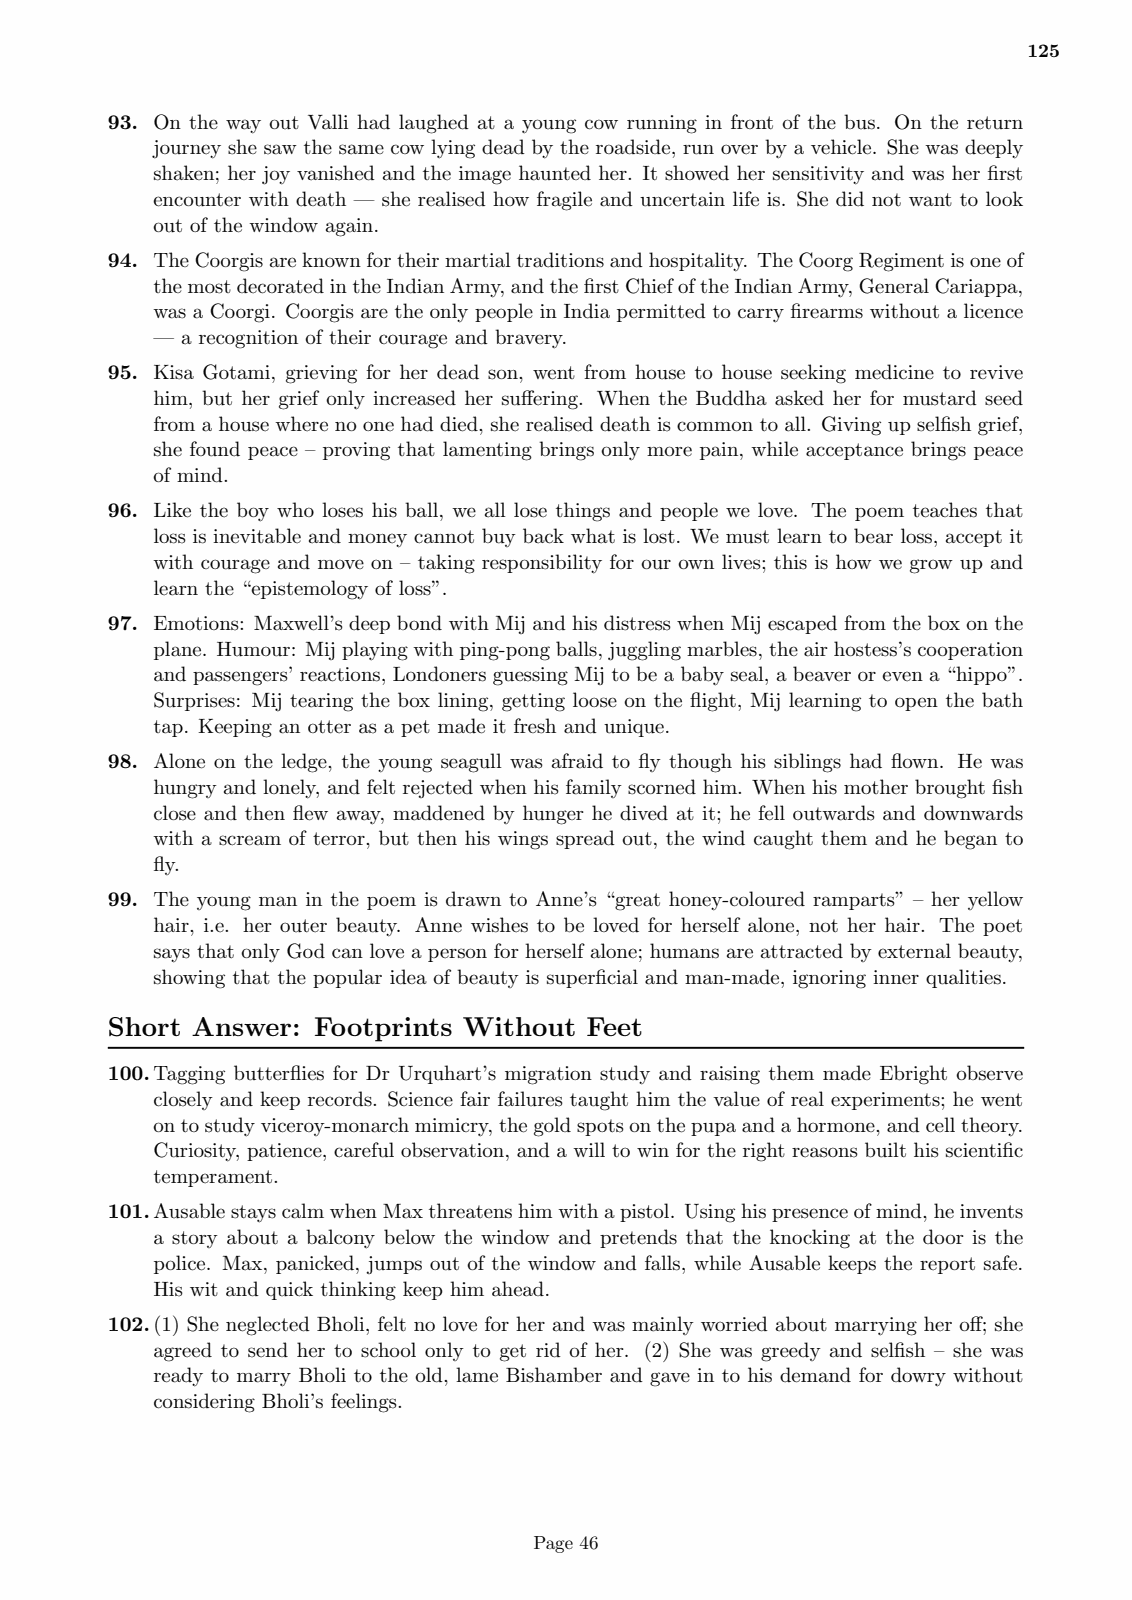 125
93. On the way out Valli had laughed at a young cow running in front of the bus. On the return
journey she saw the same cow lying dead by the roadside, run over by a vehicle. She was deeply
shaken; her joy vanished and the image haunted her. It showed her sensitivity and was her first
encounter with death — she realised how fragile and uncertain life is. She did not want to look
out of the window again.
94. The Coorgis are known for their martial traditions and hospitality. The Coorg Regiment is one of
the most decorated in the Indian Army, and the first Chief of the Indian Army, General Cariappa,
was a Coorgi. Coorgis are the only people in India permitted to carry firearms without a licence
— a recognition of their courage and bravery.
95. Kisa Gotami, grieving for her dead son, went from house to house seeking medicine to revive
him, but her grief only increased her suffering. When the Buddha asked her for mustard seed
from a house where no one had died, she realised death is common to all. Giving up selfish grief,
she found peace – proving that lamenting brings only more pain, while acceptance brings peace
of mind.
96. Like the boy who loses his ball, we all lose things and people we love. The poem teaches that
loss is inevitable and money cannot buy back what is lost. We must learn to bear loss, accept it
with courage and move on – taking responsibility for our own lives; this is how we grow up and
learn the “epistemology of loss”.
97. Emotions: Maxwell’s deep bond with Mij and his distress when Mij escaped from the box on the
plane. Humour: Mij playing with ping-pong balls, juggling marbles, the air hostess’s cooperation
and passengers’ reactions, Londoners guessing Mij to be a baby seal, a beaver or even a “hippo”.
Surprises: Mij tearing the box lining, getting loose on the flight, Mij learning to open the bath
tap. Keeping an otter as a pet made it fresh and unique.
98. Alone on the ledge, the young seagull was afraid to fly though his siblings had flown. He was
hungry and lonely, and felt rejected when his family scorned him. When his mother brought fish
close and then flew away, maddened by hunger he dived at it; he fell outwards and downwards
with a scream of terror, but then his wings spread out, the wind caught them and he began to
fly.
99. The young man in the poem is drawn to Anne’s “great honey-coloured ramparts” – her yellow
hair, i.e. her outer beauty. Anne wishes to be loved for herself alone, not her hair. The poet
says that only God can love a person for herself alone; humans are attracted by external beauty,
showing that the popular idea of beauty is superficial and man-made, ignoring inner qualities.
Short Answer: Footprints Without Feet
100. Tagging butterflies for Dr Urquhart’s migration study and raising them made Ebright observe
closely and keep records. Science fair failures taught him the value of real experiments; he went
on to study viceroy-monarch mimicry, the gold spots on the pupa and a hormone, and cell theory.
Curiosity, patience, careful observation, and a will to win for the right reasons built his scientific
temperament.
101. Ausable stays calm when Max threatens him with a pistol. Using his presence of mind, he invents
a story about a balcony below the window and pretends that the knocking at the door is the
police. Max, panicked, jumps out of the window and falls, while Ausable keeps the report safe.
His wit and quick thinking keep him ahead.
102. (1) She neglected Bholi, felt no love for her and was mainly worried about marrying her off; she
agreed to send her to school only to get rid of her. (2) She was greedy and selfish – she was
ready to marry Bholi to the old, lame Bishamber and gave in to his demand for dowry without
considering Bholi’s feelings.
Page 46